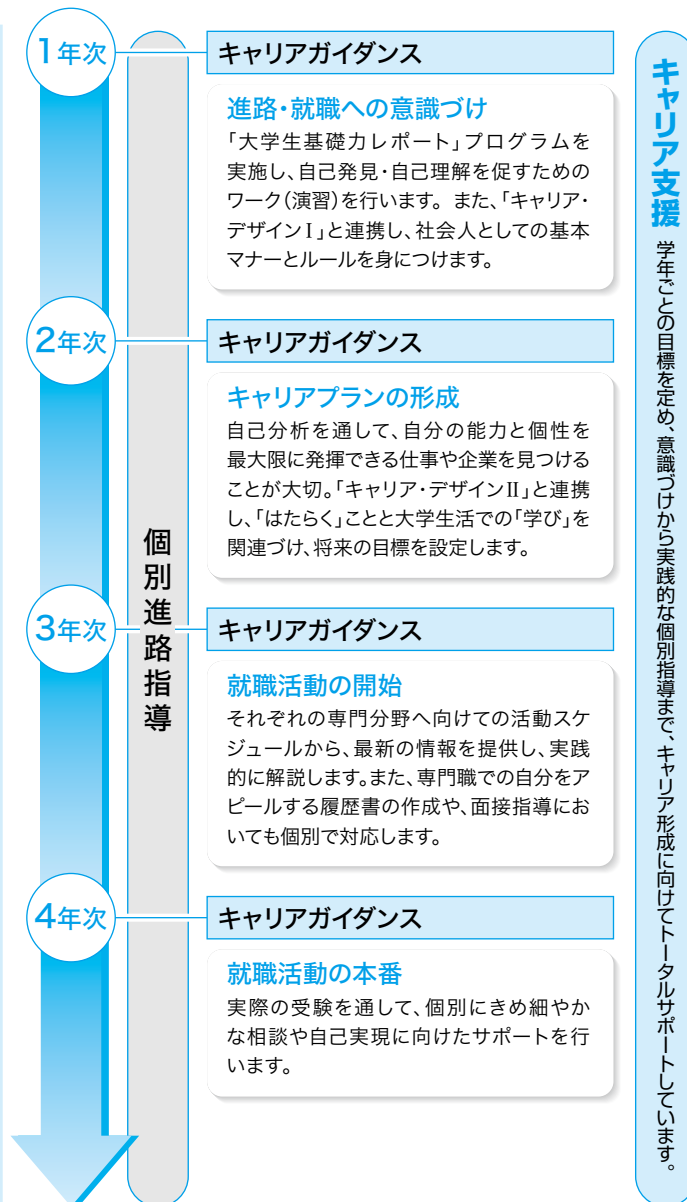 1年次
キャリアガイダンス
進路・就職への意識づけ
「大学生基礎力レポート」プログラムを
実施し、自己発見・自己理解を促すための
ワーク（演習）を行います。また、「キャリア・
デザインⅠ」と連携し、社会人としての基本
マナーとルールを身につけます。
2年次
キャリアガイダンス
キャリアプランの形成
自己分析を通して、自分の能力と個性を
最大限に発揮できる仕事や企業を見つける
ことが大切。「キャリア・デザインⅡ」と連携
し、「はたらく」ことと大学生活での「学び」を
関連づけ、将来の目標を設定します。
個別進路指導
3年次
キャリアガイダンス
就職活動の開始
それぞれの専門分野へ向けての活動スケ
ジュールから、最新の情報を提供し、実践
的に解説します。また、専門職での自分をア
ピールする履歴書の作成や、面接指導にお
いても個別で対応します。
4年次
キャリアガイダンス
就職活動の本番
実際の受験を通して、個別にきめ細やか
な相談や自己実現に向けたサポートを行
います。
キャリア支援 学年ごとの目標を定め、意識づけから実践的な個別指導まで、キャリア形成に向けてトータルサポートしています。